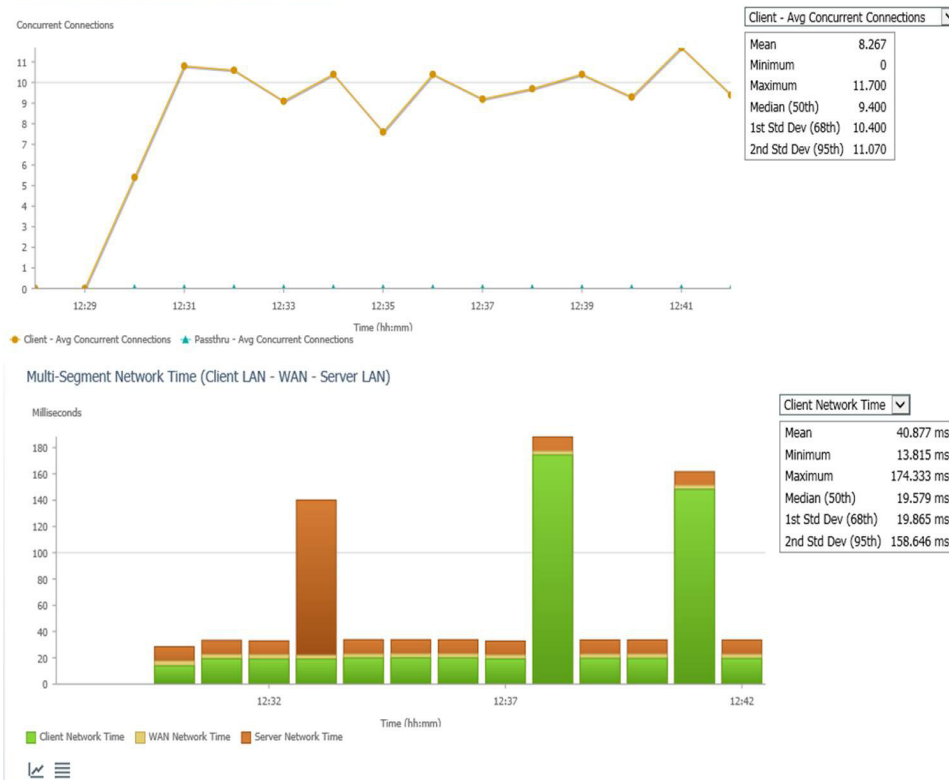 Concurrent Connections
11
10
9
8
7
6
5
4
3
2
1
0
12:29 12:31 12:33 12:35 12:37 12:39 12:41
Time (hh:mm)
Client - Avg Concurrent Connections Passthru - Avg Concurrent Connections
Client - Avg Concurrent Connections
Mean 8.267
Minimum 0
Maximum 11.700
Median (50th) 9.400
1st Std Dev (68th) 10.400
2nd Std Dev (95th) 11.070
Multi-Segment Network Time (Client LAN - WAN - Server LAN)
Milliseconds
180
160
140
120
100
80
60
40
20
0
12:32 12:37 12:42
Time (hh:mm)
Client Network Time WAN Network Time Server Network Time
Client Network Time
Mean 40.877 ms
Minimum 13.815 ms
Maximum 174.333 ms
Median (50th) 19.579 ms
1st Std Dev (68th) 19.865 ms
2nd Std Dev (95th) 158.646 ms